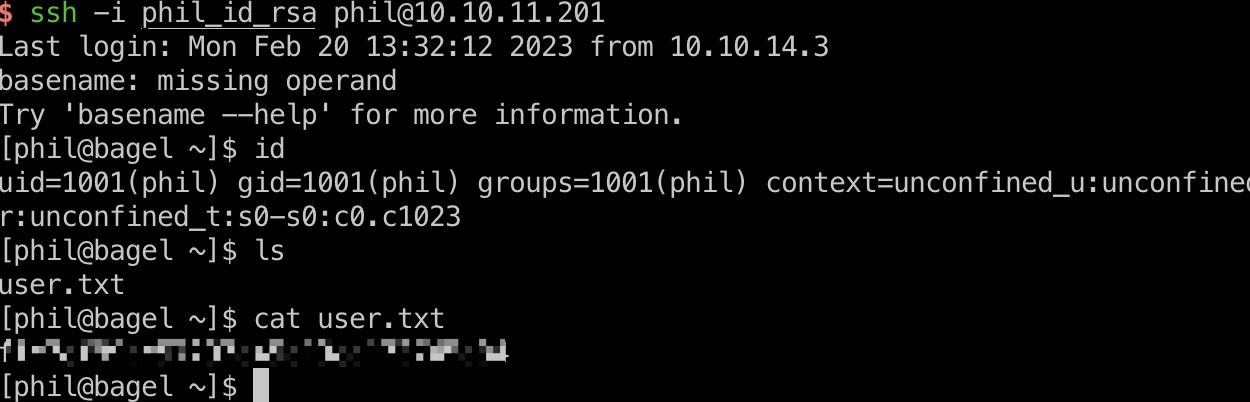 $ ssh -i phil_id_rsa phil@10.10.11.201
Last login: Mon Feb 20 13:32:12 2023 from 10.10.14.3
basename: missing operand
Try 'basename --help' for more information.
[phil@bagel ~]$ id
uid=1001(phil) gid=1001(phil) groups=1001(phil) context=unconfined_u:unconfined
r:unconfined_t:s0-s0:c0.c1023
[phil@bagel ~]$ ls
user.txt
[phil@bagel ~]$ cat user.txt
[phil@bagel ~]$